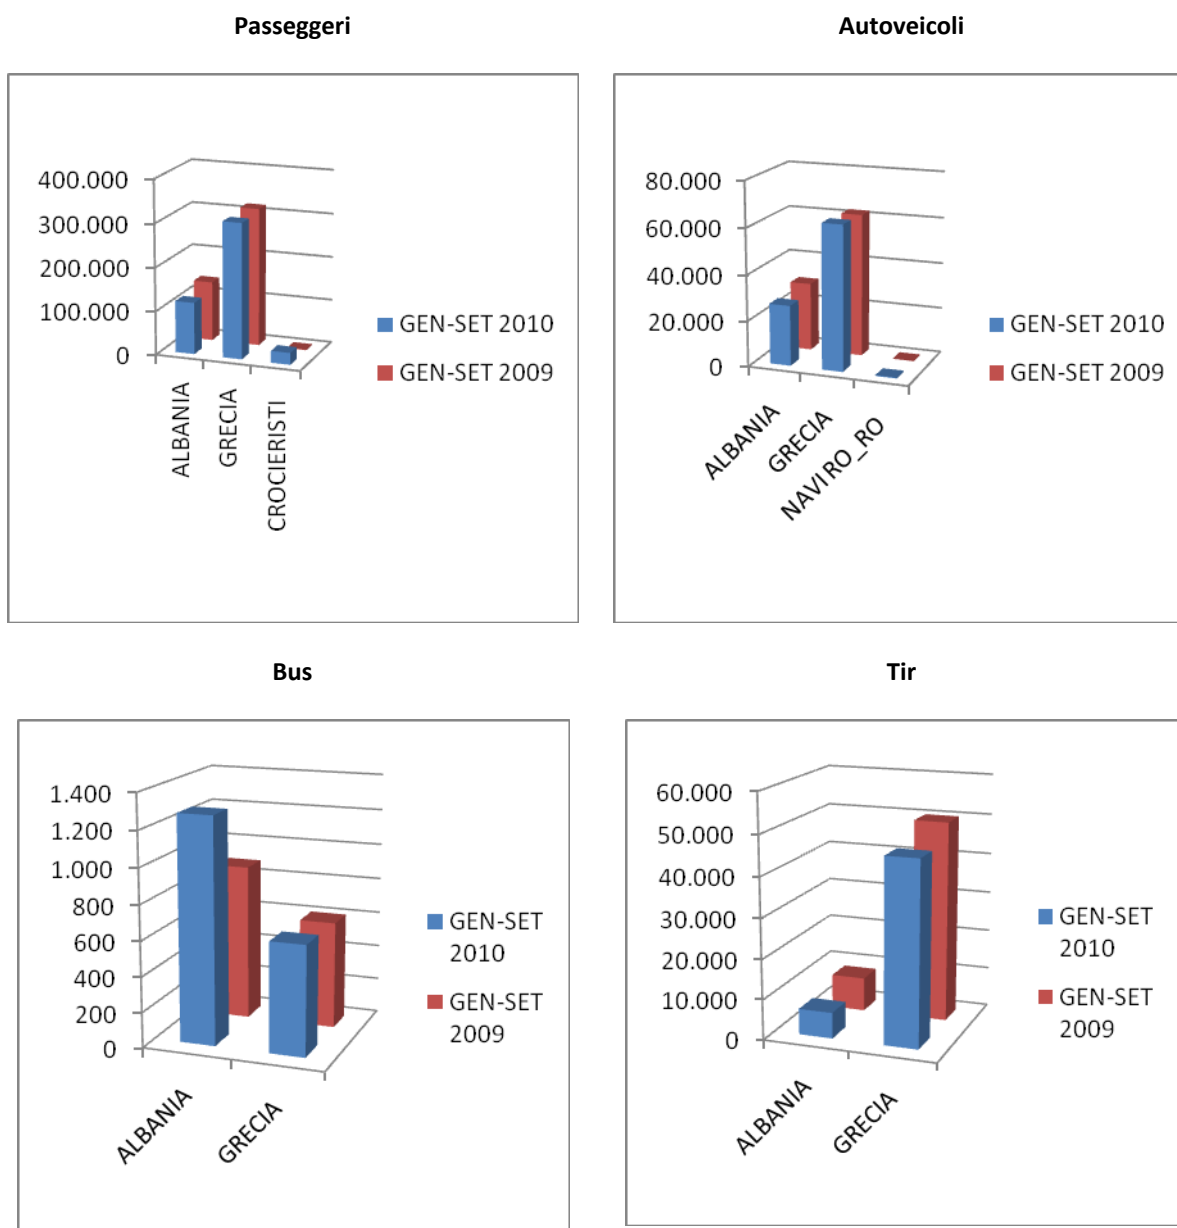 Passeggeri
400.000
300.000
200.000
100.000
0
ALBANIA
GRECIA
CROCIERISTI
GEN-SET 2010
GEN-SET 2009
Autoveicoli
80.000
60.000
40.000
20.000
0
ALBANIA
GRECIA
NAVI RO_RO
GEN-SET 2010
GEN-SET 2009
Bus
1.400
1.200
1.000
800
600
400
200
0
ALBANIA
GRECIA
GEN-SET
2010
GEN-SET
2009
Tir
60.000
50.000
40.000
30.000
20.000
10.000
0
ALBANIA
GRECIA
GEN-SET
2010
GEN-SET
2009